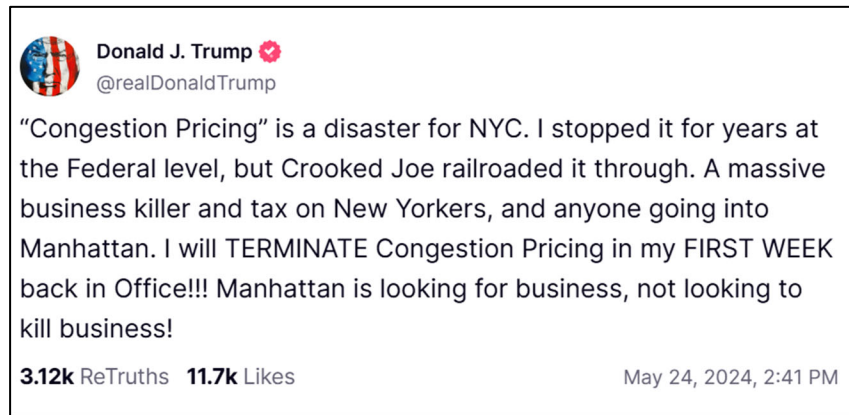 Donald J. Trump
@realDonaldTrump
“Congestion Pricing” is a disaster for NYC. I stopped it for years at
the Federal level, but Crooked Joe railroaded it through. A massive
business killer and tax on New Yorkers, and anyone going into
Manhattan. I will TERMINATE Congestion Pricing in my FIRST WEEK
back in Office!!! Manhattan is looking for business, not looking to
kill business!
3.12k ReTruths 11.7k Likes May 24, 2024, 2:41 PM